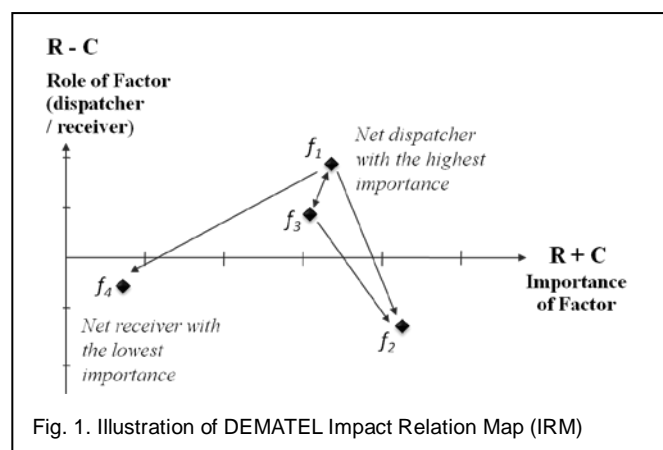 R - C
Role of Factor
(dispatcher
/ receiver)
f1
Net dispatcher
with the highest
importance
f3
R + C
Importance
of Factor
f4
Net receiver with
the lowest
importance
f2
Fig. 1. Illustration of DEMATEL Impact Relation Map (IRM)